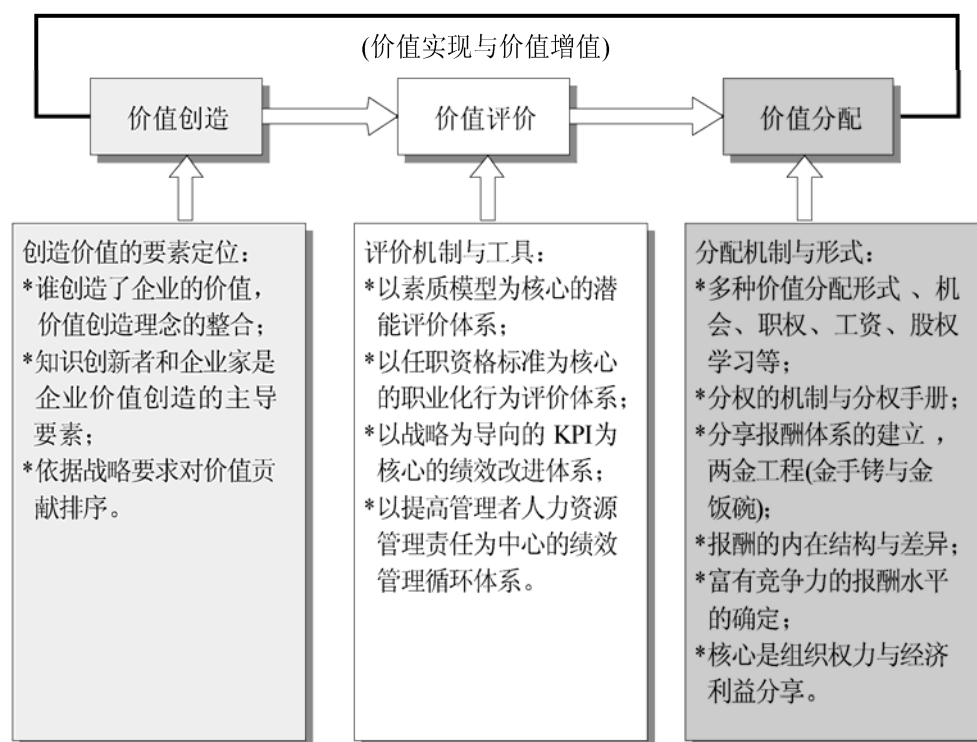 (价值实现与价值增值)
价值创造
价值评价
价值分配
创造价值的要素定位：
*谁创造了企业的价值，
价值创造理念的整合；
*知识创新者和企业家是
企业价值创造的主导
要素；
*依据战略要求对价值贡
献排序。
评价机制与工具：
*以素质模型为核心的潜
能评价体系；
*以任职资格标准为核心
的职业化行为评价体系；
*以战略为导向的 KPI为
核心的绩效改进体系；
*以提高管理者人力资源
管理责任为中心的绩效
管理循环体系。
分配机制与形式：
*多种价值分配形式 、机
会、职权、工资、股权
学习等；
*分权的机制与分权手册；
*分享报酬体系的建立 ，
两金工程(金手铐与金
饭碗)；
*报酬的内在结构与差异；
*富有竞争力的报酬水平
的确定；
*核心是组织权力与经济
利益分享。